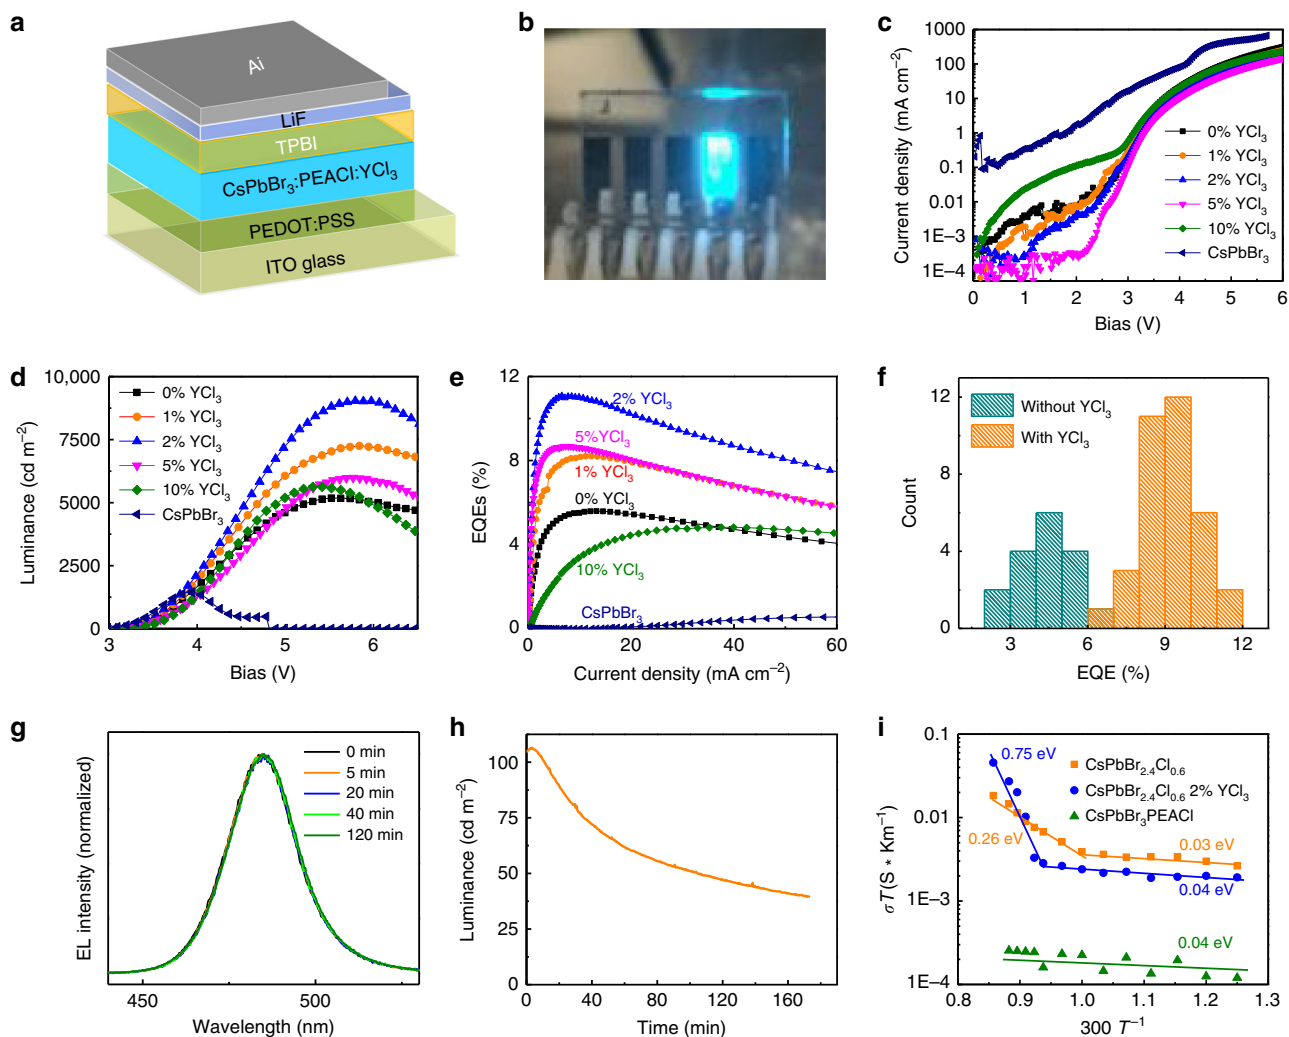 a
Ai
LiF
TPBI
CsPbBr₃:PEACl:YCl₃
PEDOT:PSS
ITO glass
b
c
Current density (mA cm⁻²)
1000
100
10
1
0.1
0.01
1E−3
1E−4
0% YCl₃
1% YCl₃
2% YCl₃
5% YCl₃
10% YCl₃
CsPbBr₃
0 1 2 3 4 5 6
Bias (V)
d
Luminance (cd m⁻²)
10,000
7500
5000
2500
0
0% YCl₃
1% YCl₃
2% YCl₃
5% YCl₃
10% YCl₃
CsPbBr₃
3 4 5 6
Bias (V)
e
EQEs (%)
12
8
4
0
2% YCl₃
5%YCl₃
1% YCl₃
0% YCl₃
10% YCl₃
CsPbBr₃
0 20 40 60
Current density (mA cm⁻²)
f
Count
12
8
4
0
Without YCl₃
With YCl₃
3 6 9 12
EQE (%)
g
EL intensity (normalized)
0 min
5 min
20 min
40 min
120 min
450 500
Wavelength (nm)
h
Luminance (cd m⁻²)
100
75
50
25
0
0 40 80 120 160
Time (min)
i
σT(S * Km⁻¹)
0.1
0.01
1E−3
1E−4
0.75 eV
CsPbBr₂.₄Cl₀.₆
CsPbBr₂.₄Cl₀.₆ 2% YCl₃
CsPbBr₃PEACl
0.26 eV
0.03 eV
0.04 eV
0.04 eV
0.8 0.9 1.0 1.1 1.2 1.3
300 T⁻¹